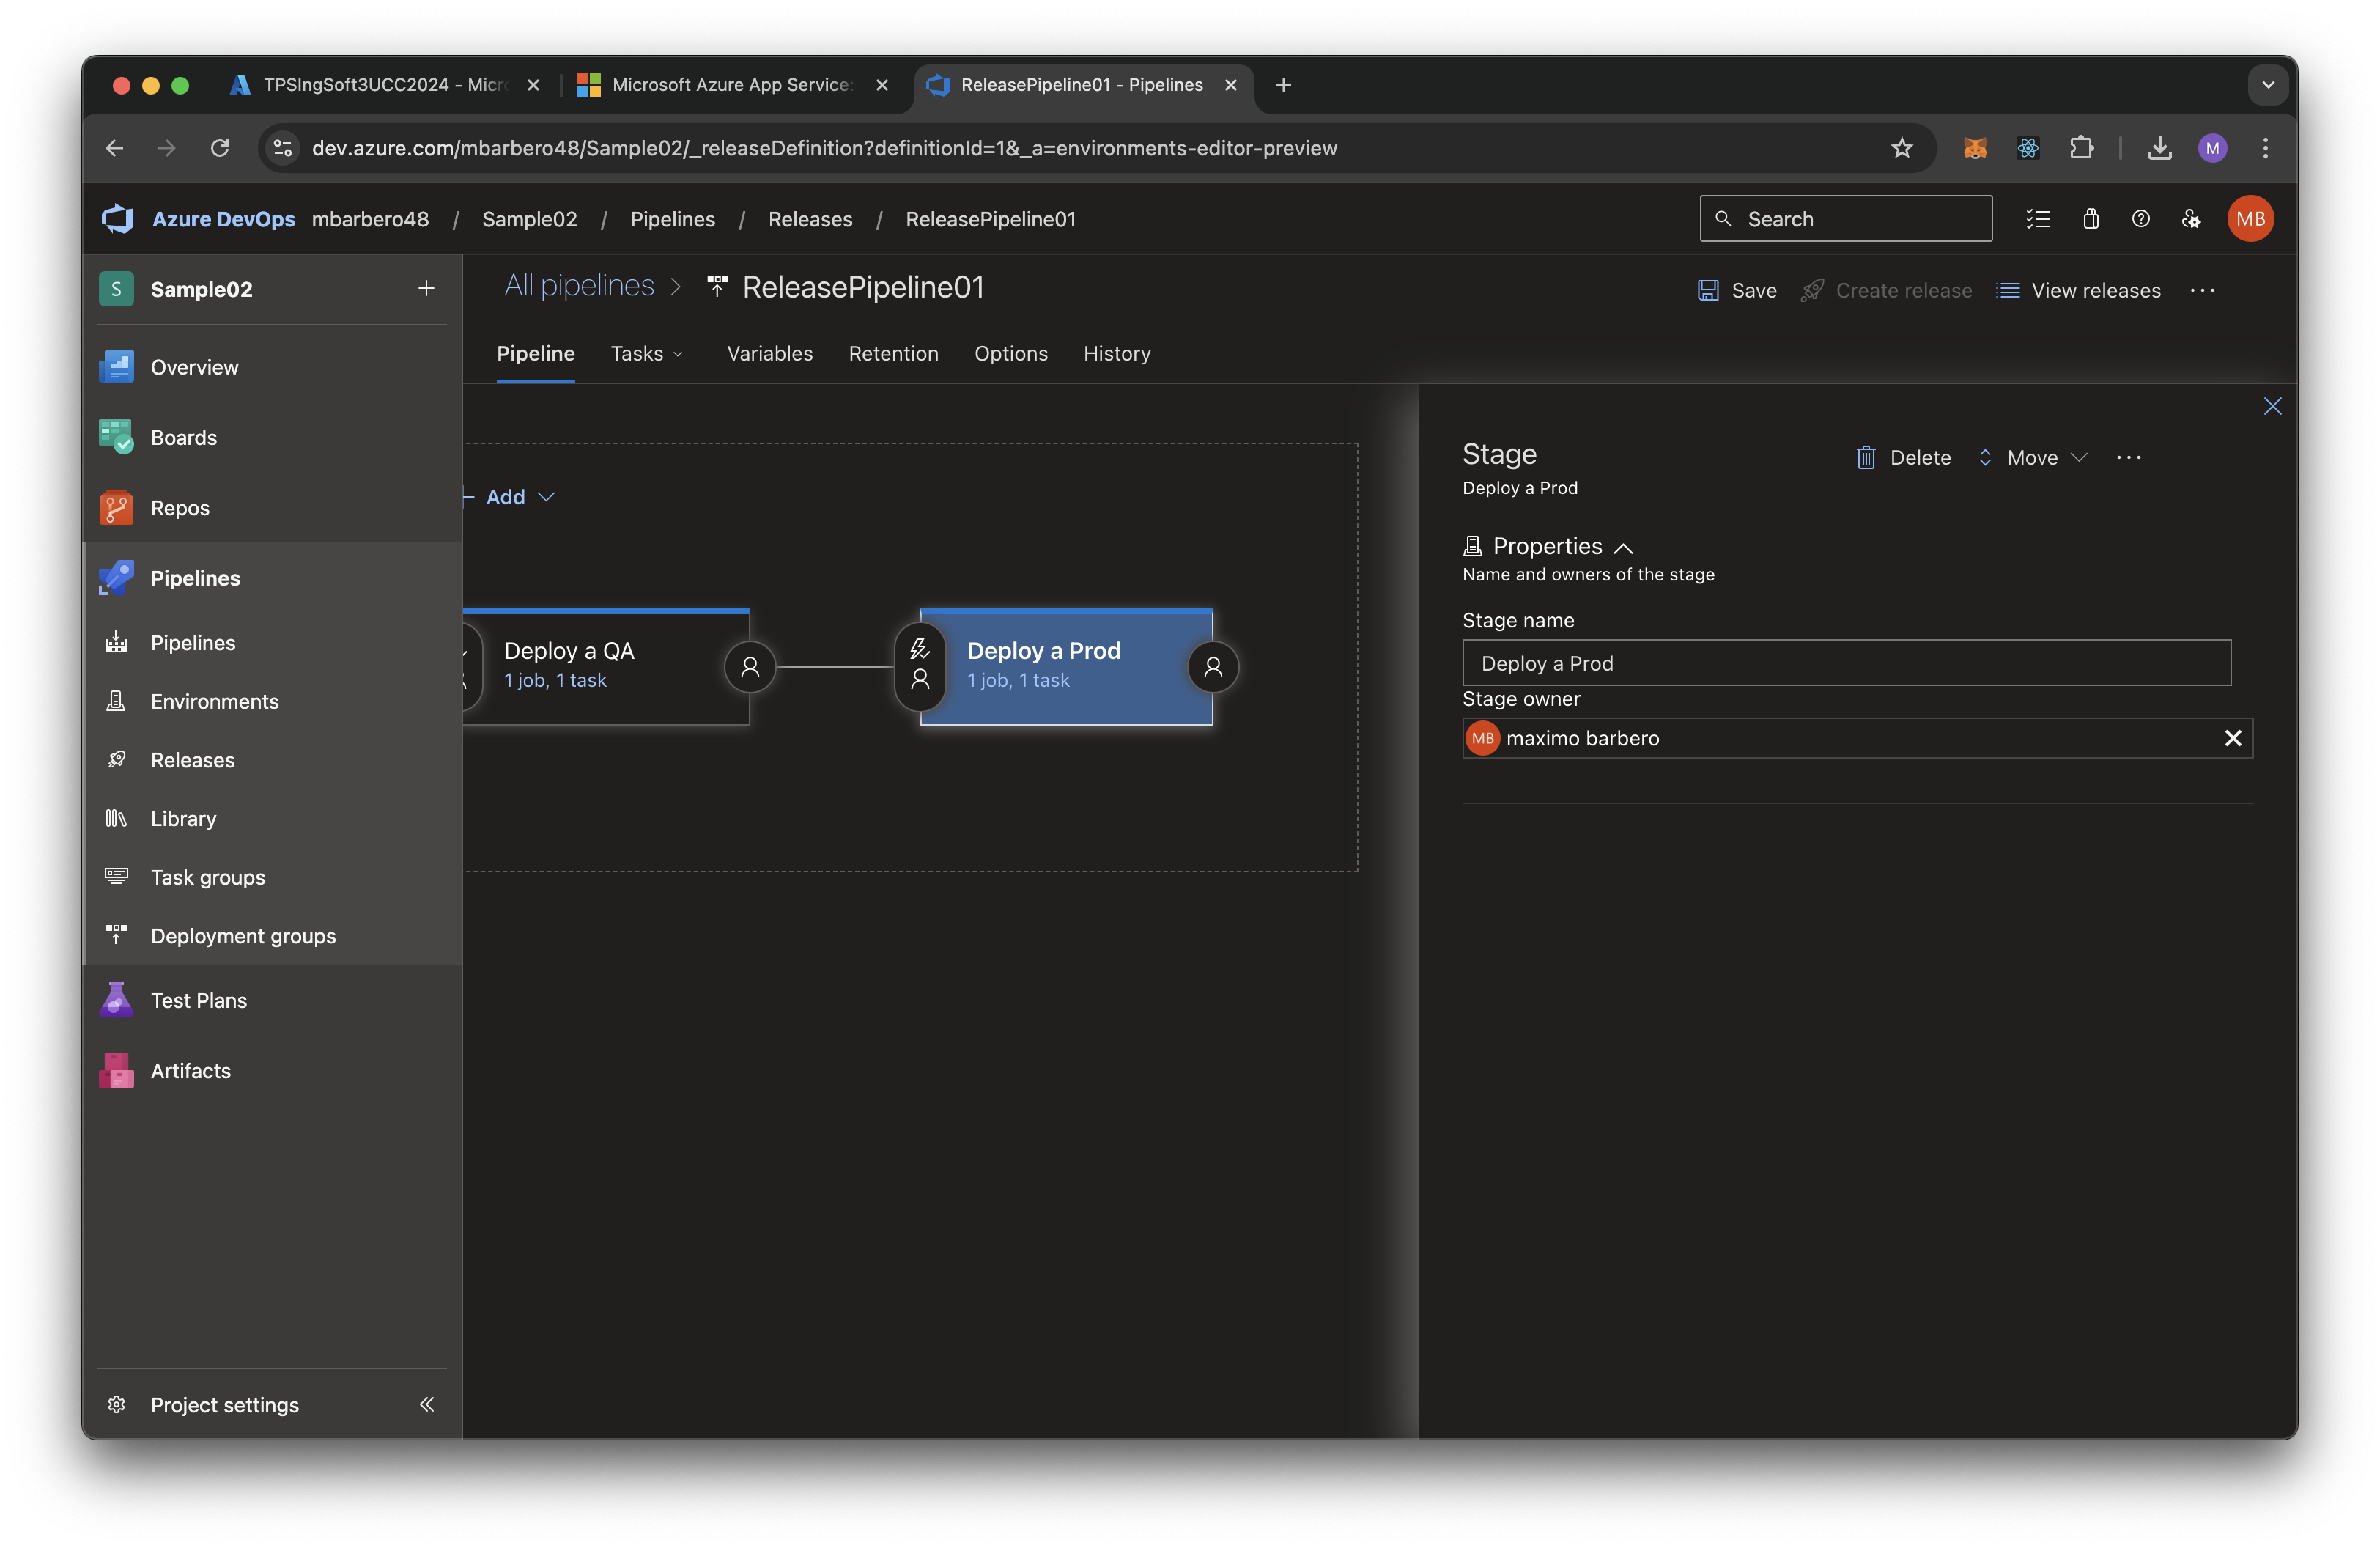 TPSIngSoft3UCC2024 - Micro
Microsoft Azure App Service:
ReleasePipeline01 - Pipelines
dev.azure.com/mbarbero48/Sample02/_releaseDefinition?definitionId=1&_a=environments-editor-preview
M
Azure DevOps mbarbero48 / Sample02 / Pipelines / Releases / ReleasePipeline01
Search
MB
S Sample02
All pipelines > ReleasePipeline01
Save Create release View releases
Pipeline Tasks Variables Retention Options History
Overview
Boards
Repos
Pipelines
Pipelines
Environments
Releases
Library
Task groups
Deployment groups
Test Plans
Artifacts
Project settings
Add
Deploy a QA
1 job, 1 task
Deploy a Prod
1 job, 1 task
Stage
Deploy a Prod
Delete Move
Properties
Name and owners of the stage
Stage name
Deploy a Prod
Stage owner
MB maximo barbero